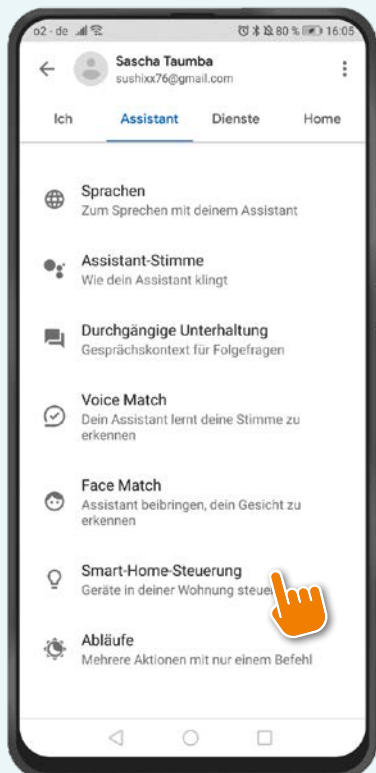 o2 - de 80 % 16:05
Sascha Taumba
sushixx76@gmail.com
Ich Assistant Dienste Home
Sprachen
Zum Sprechen mit deinem Assistant
Assistant-Stimme
Wie dein Assistant klingt
Durchgängige Unterhaltung
Gesprächskontext für Folgefragen
Voice Match
Dein Assistant lernt deine Stimme zu
erkennen
Face Match
Assistant beibringen, dein Gesicht zu
erkennen
Smart-Home-Steuerung
Geräte in deiner Wohnung
Abläufe
Mehrere Aktionen mit nur einem Befehl